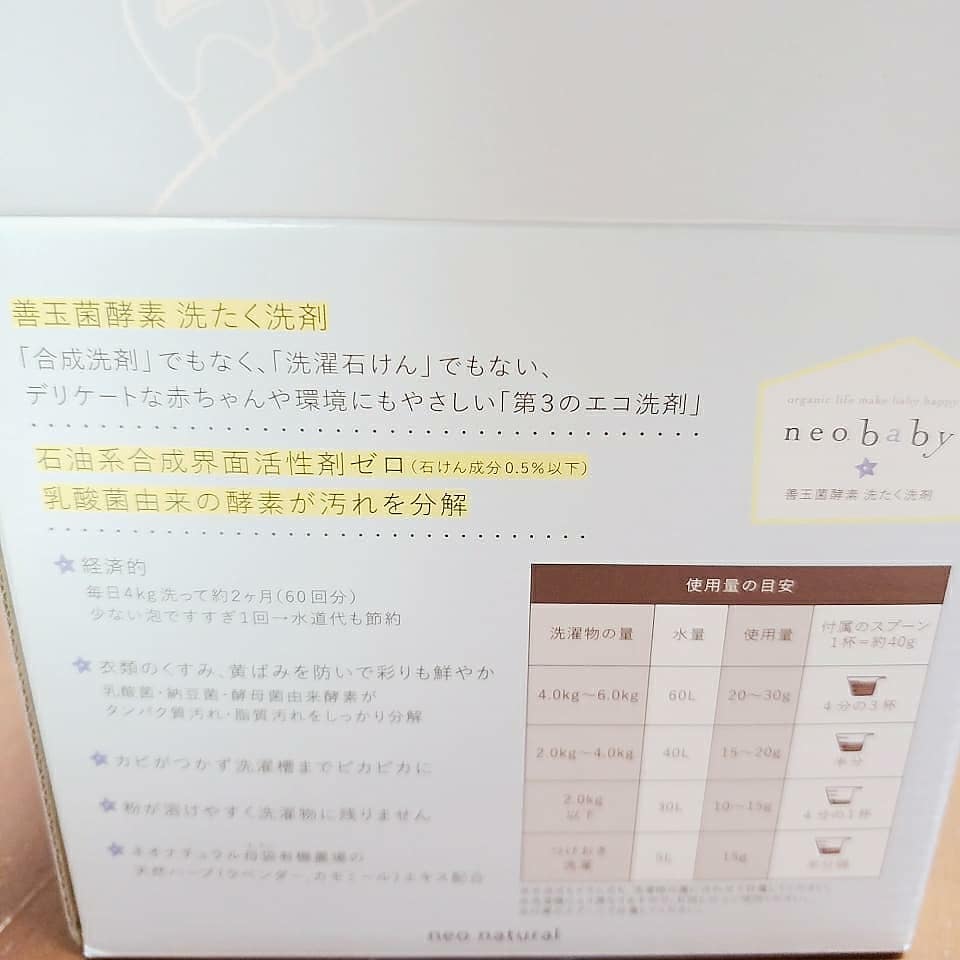 善玉菌酵素 洗たく洗剤
「合成洗剤」でもなく、「洗濯石けん」でもない、
デリケートな赤ちゃんや環境にもやさしい「第3のエコ洗剤」
石油系合成界面活性剤ゼロ(石けん成分0.5%以下)
乳酸菌由来の酵素が汚れを分解
organic life make baby happy
neo baby
善玉菌酵素 洗たく洗剤
経済的
毎日4kg洗って約2ヶ月(60回分)
少ない泡ですすぎ1回→水道代も節約
衣類のくすみ、黄ばみを防いで彩りも鮮やか
乳酸菌・納豆菌・酵母菌由来酵素が
タンパク質汚れ・脂質汚れをしっかり分解
カビがつかず洗濯槽までピカピカに
粉が溶けやすく洗濯物に残りません
ネオナチュラル母袋有機農場の
天然ハーブ(ラベンダー、カモミール)エキス配合
使用量の目安
洗濯物の量 水量 使用量 付属のスプーン
1杯=約40g
4.0kg～6.0kg 60L 20～30g 4分の3杯
2.0kg～4.0kg 40L 15～20g 半分
2.0kg
以下 30L 10～15g 4分の1杯
つけおき
洗濯 5L 15g
neo natural